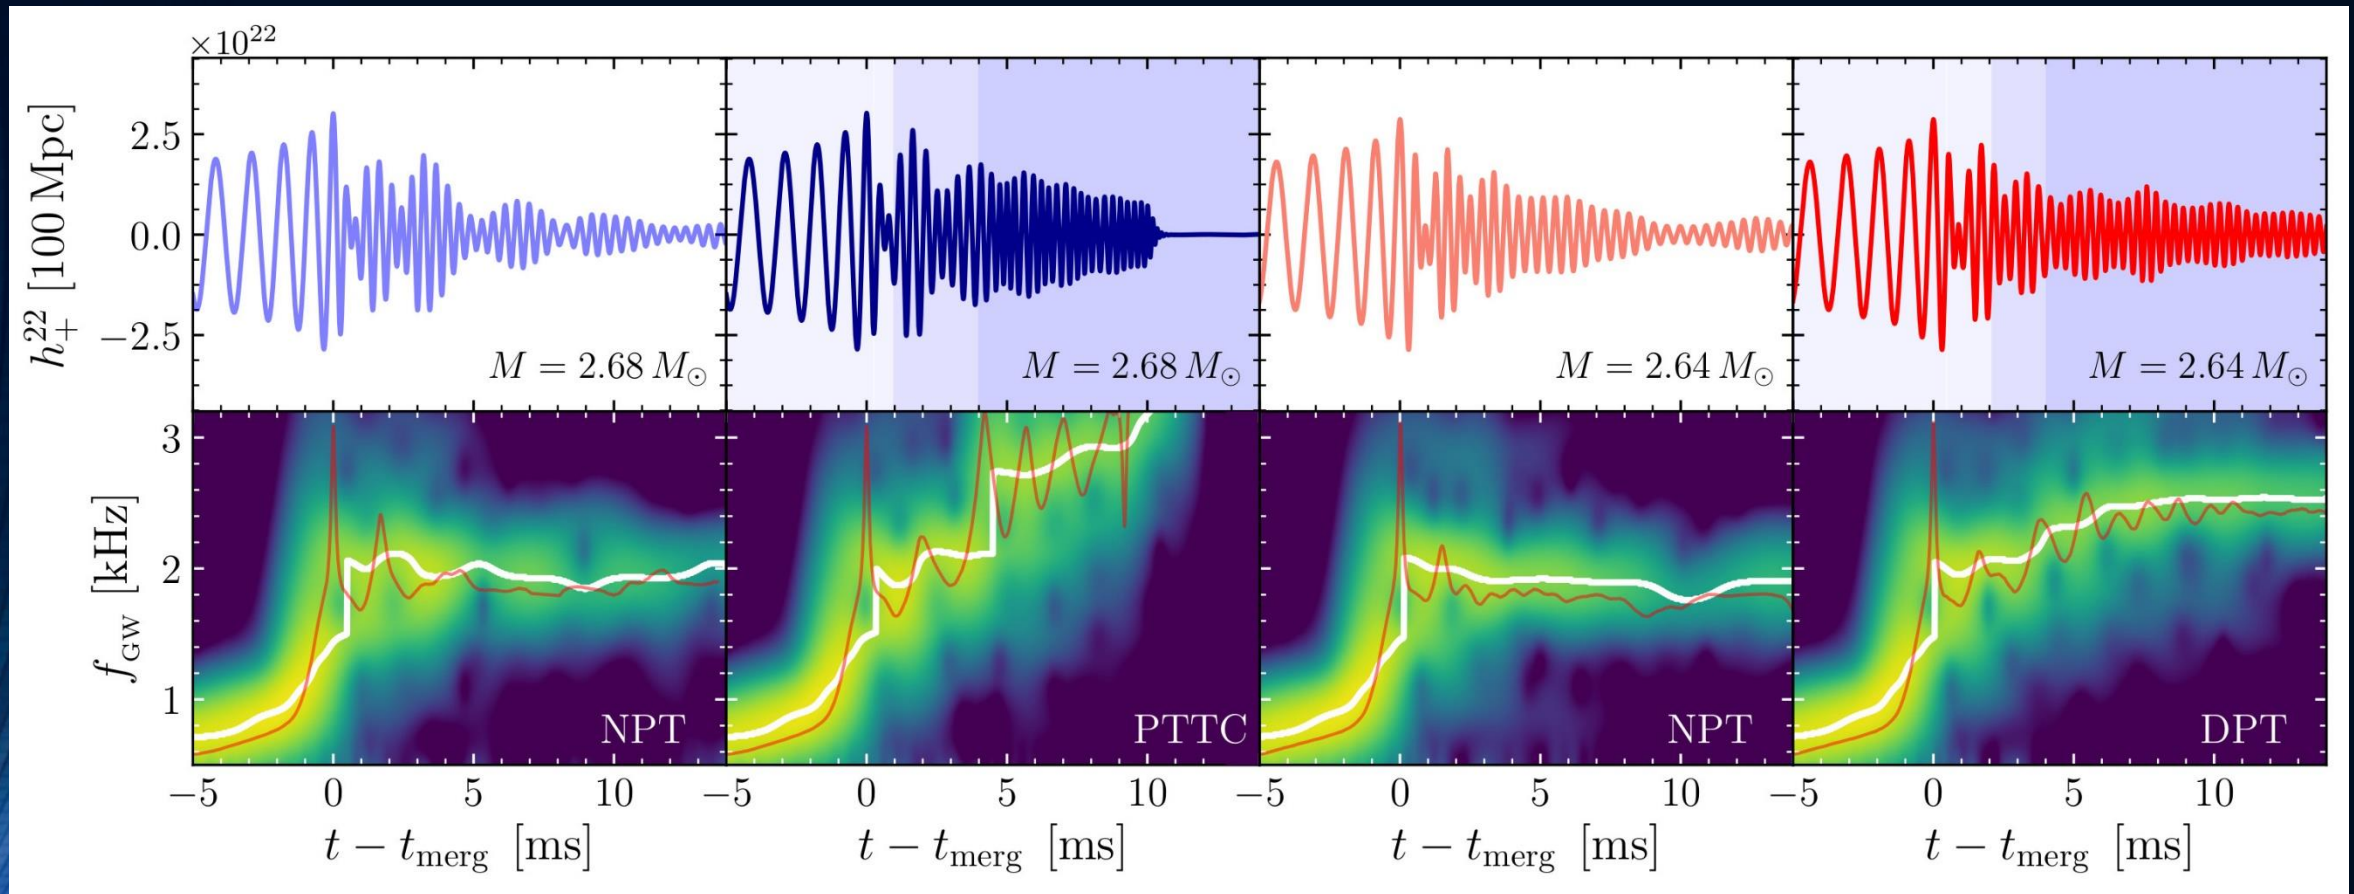 ×10²²
h₊²² [100 Mpc]
2.5
0.0
−2.5
M = 2.68 M☉
M = 2.68 M☉
M = 2.64 M☉
M = 2.64 M☉
f_GW [kHz]
3
2
1
NPT
PTTC
NPT
DPT
−5 0 5 10 −5 0 5 10 −5 0 5 10 −5 0 5 10
t − t_merg [ms]
t − t_merg [ms]
t − t_merg [ms]
t − t_merg [ms]